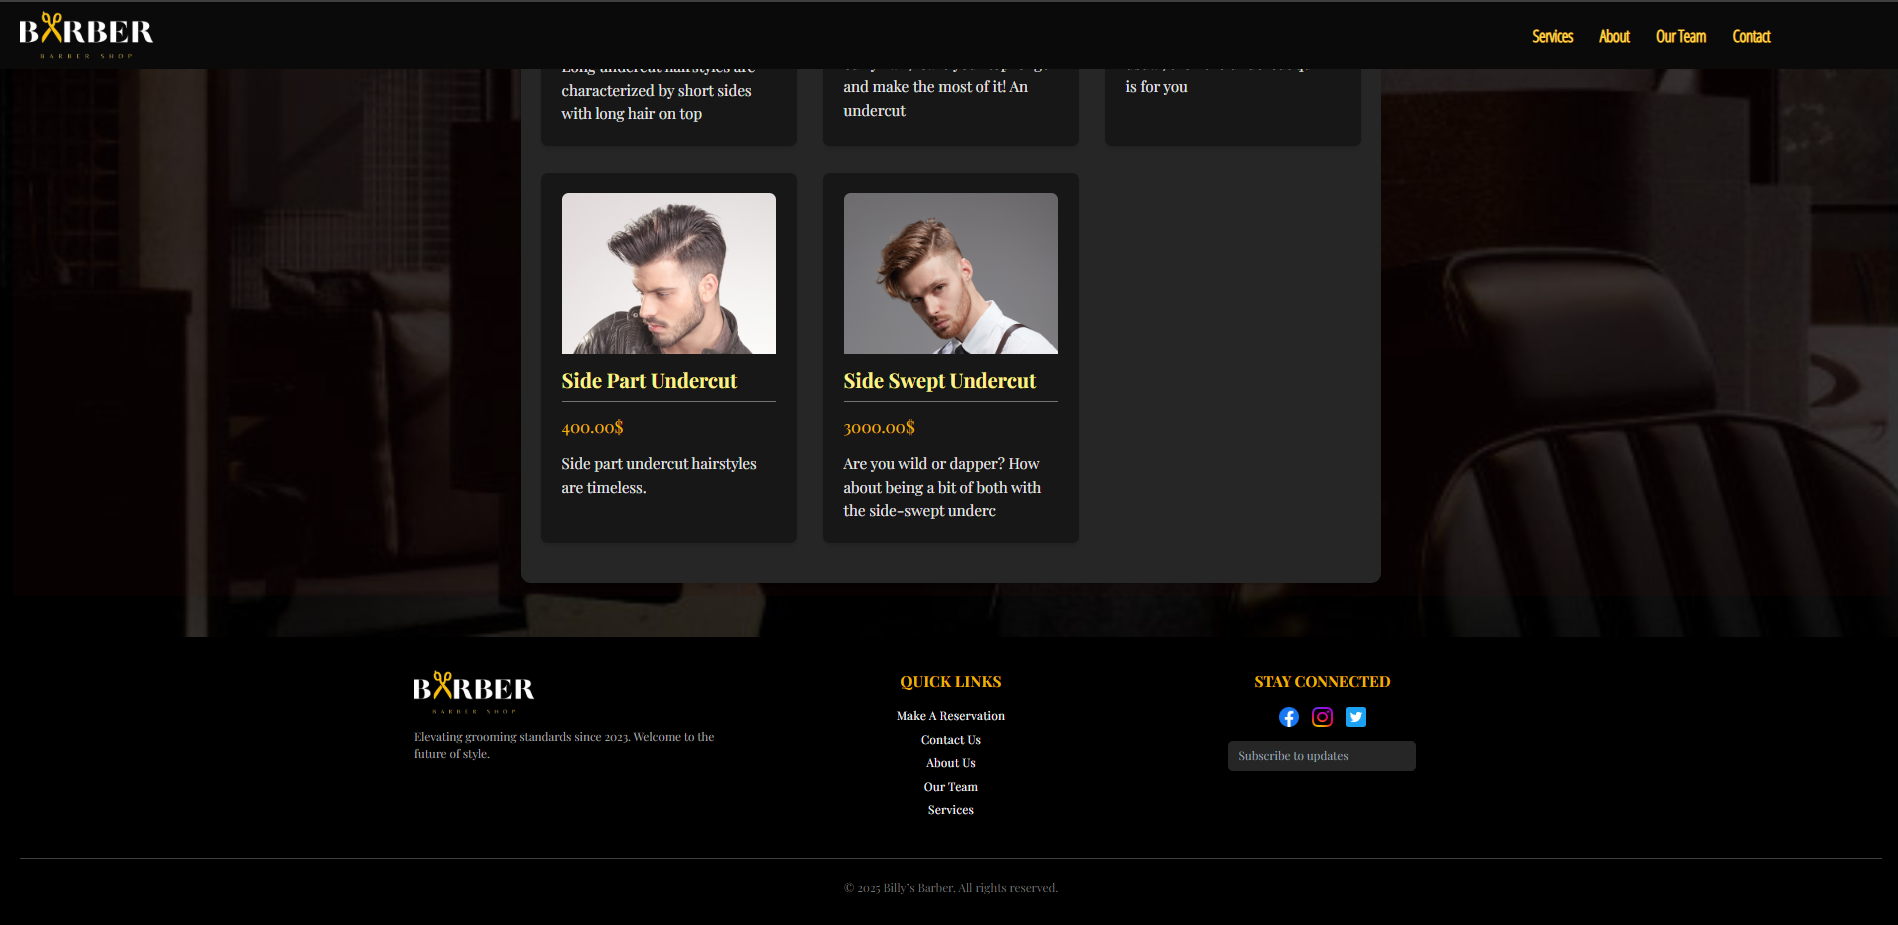 BARBER
BARBER SHOP
Services About Our Team Contact
Long undercut hairstyles are
characterized by short sides
with long hair on top
and make the most of it! An
undercut
is for you
Side Part Undercut
400.00$
Side part undercut hairstyles
are timeless.
Side Swept Undercut
3000.00$
Are you wild or dapper? How
about being a bit of both with
the side-swept underc
BARBER
BARBER SHOP
Elevating grooming standards since 2023. Welcome to the
future of style.
QUICK LINKS
Make A Reservation
Contact Us
About Us
Our Team
Services
STAY CONNECTED
Subscribe to updates
© 2025 Billy's Barber. All rights reserved.